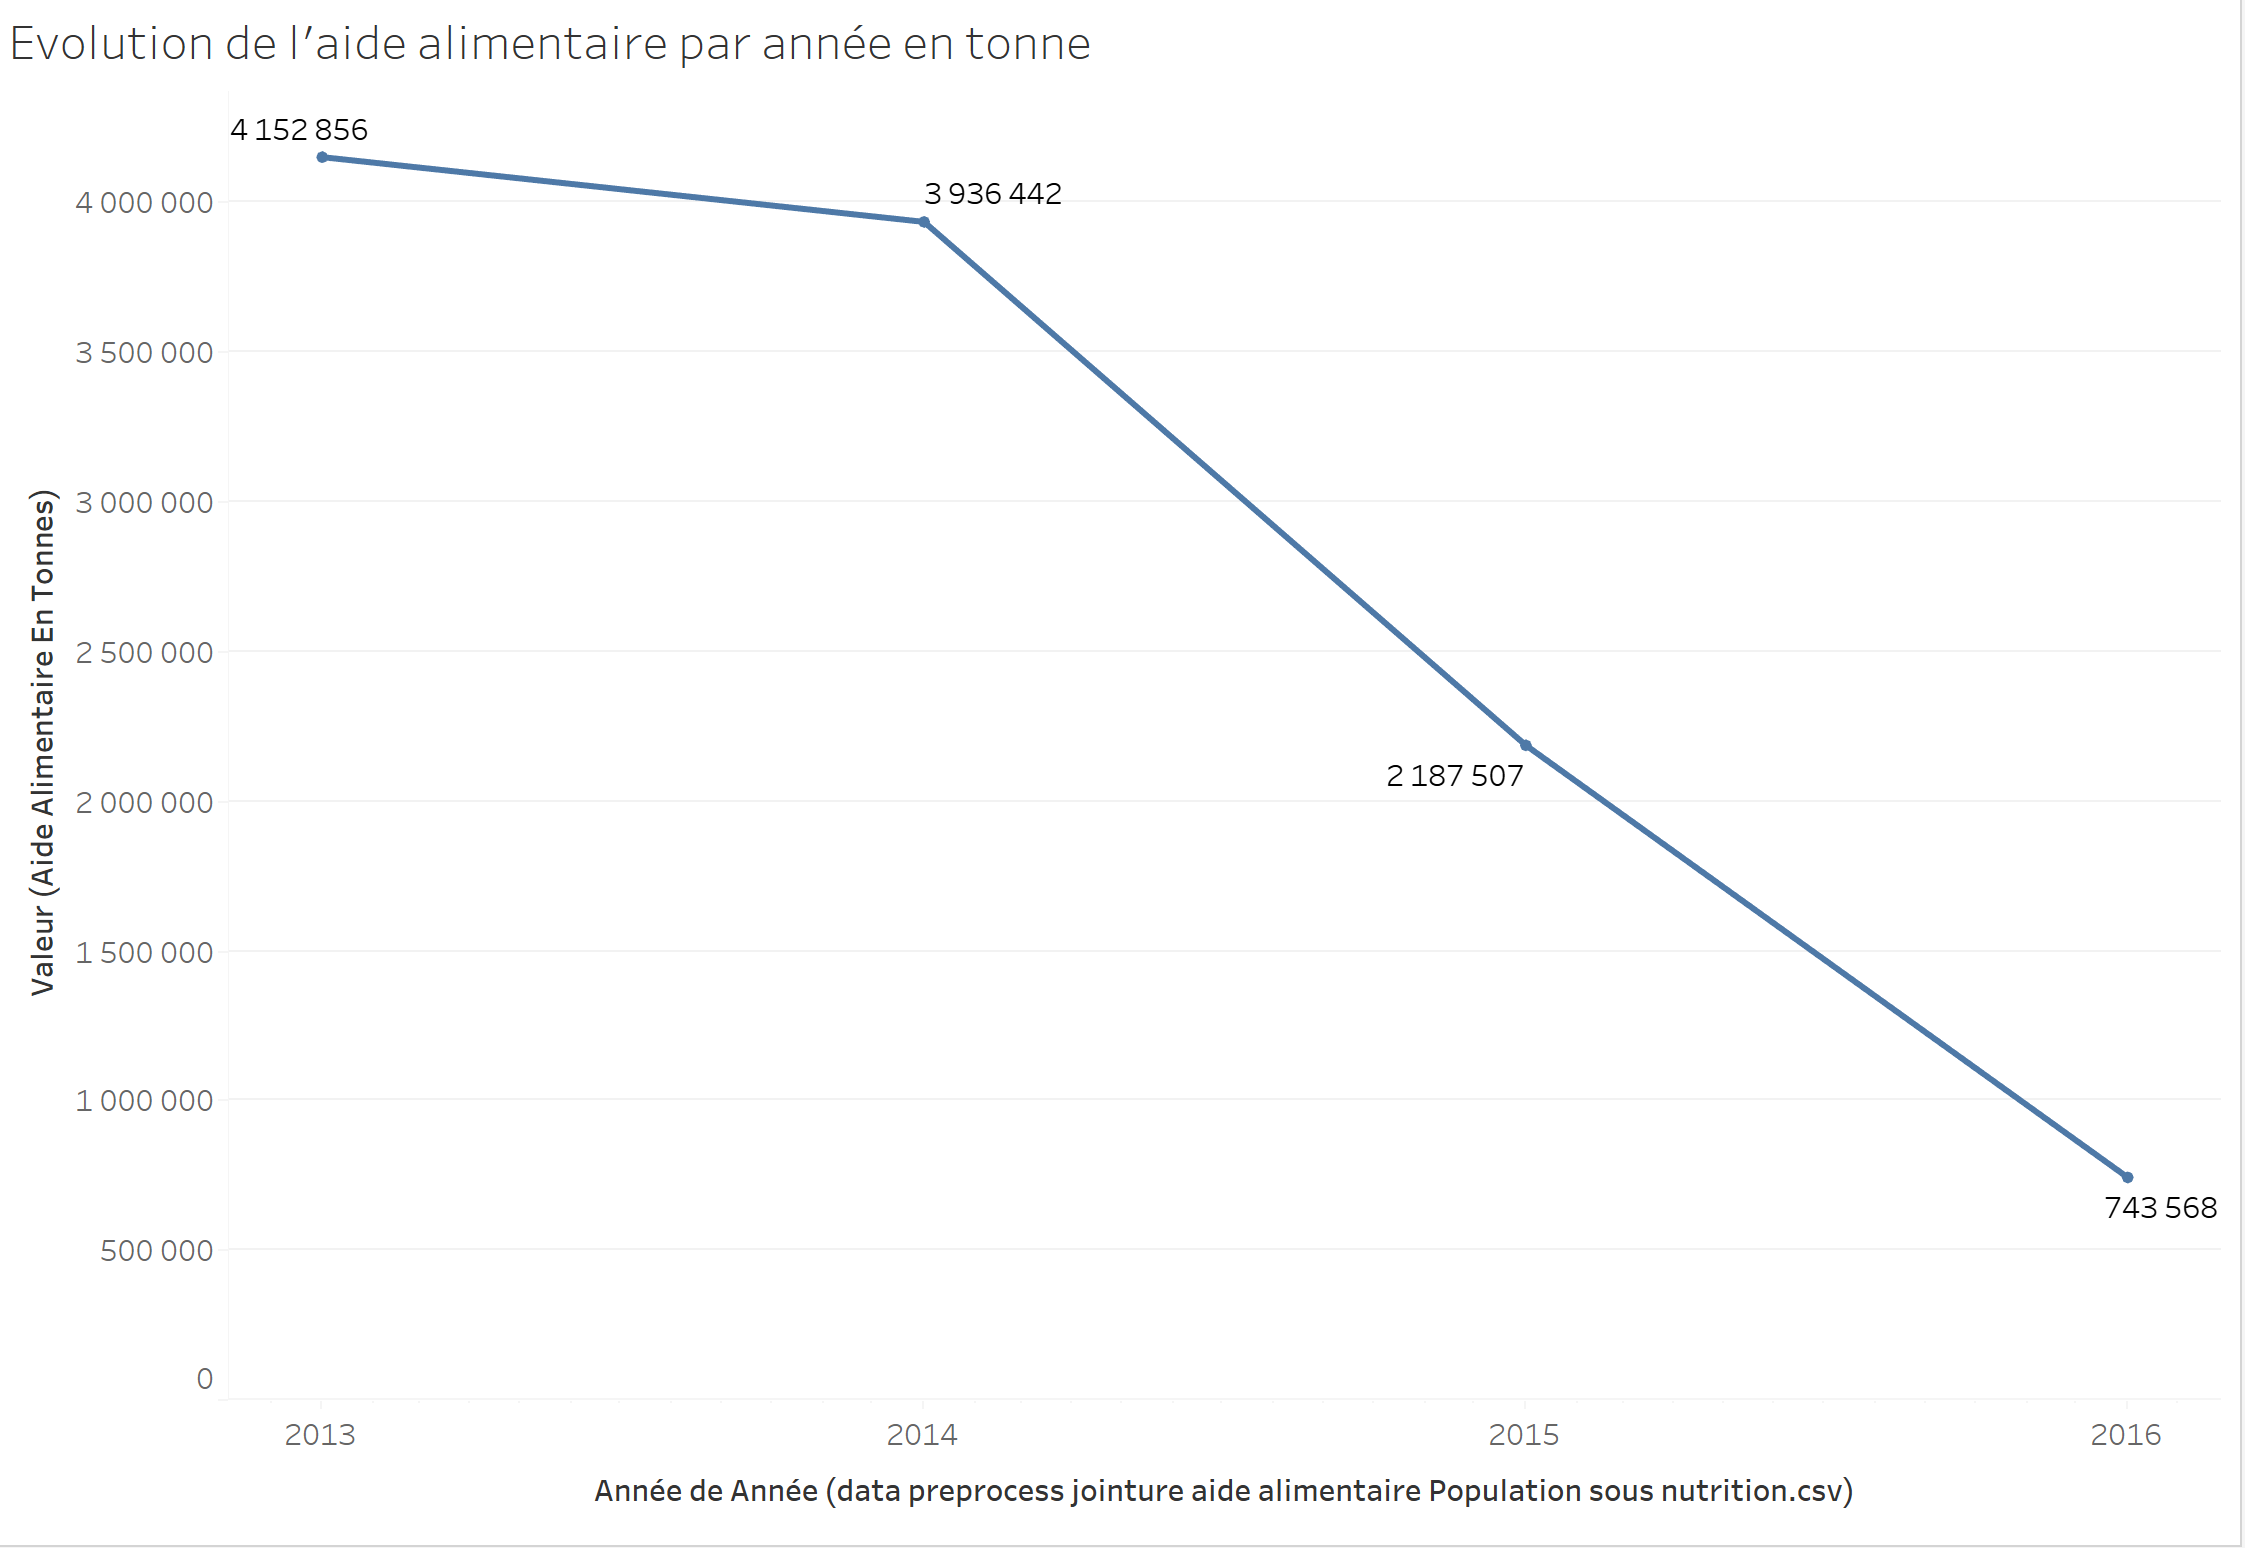 Evolution de l'aide alimentaire par année en tonne
4 152 856
3 936 442
4 000 000
3 500 000
3 000 000
2 500 000
2 187 507
2 000 000
1 500 000
1 000 000
743 568
500 000
0
Valeur (Aide Alimentaire En Tonnes)
2013 2014 2015 2016
Année de Année (data preprocess jointure aide alimentaire Population sous nutrition.csv)